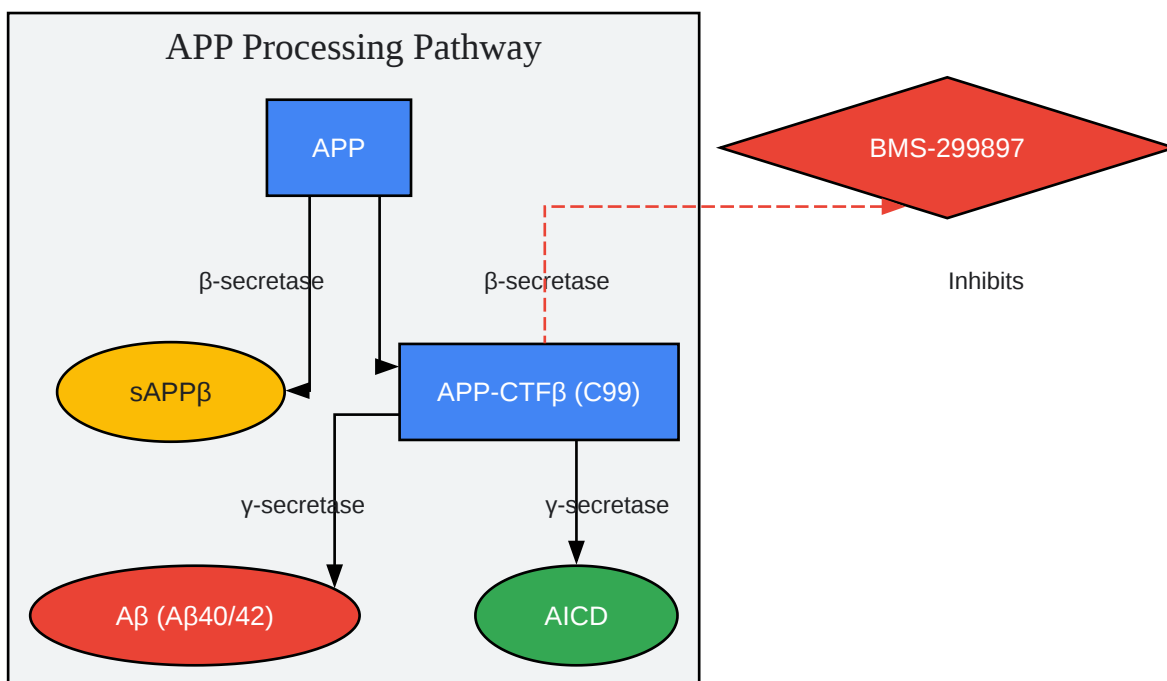 APP Processing Pathway
APP
BMS-299897
β-secretase
β-secretase
Inhibits
sAPPβ
APP-CTFβ (C99)
γ-secretase
γ-secretase
Aβ (Aβ40/42)
AICD